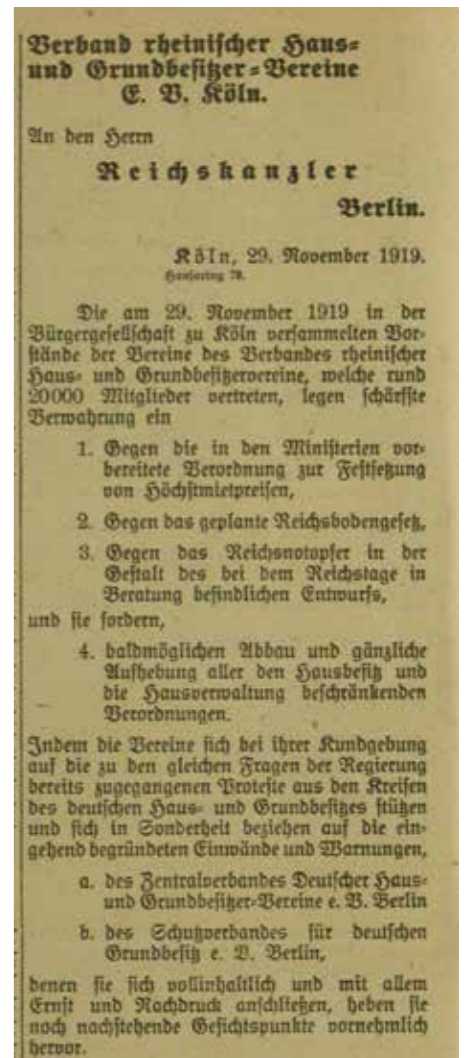 Verband rheinischer Haus-
und Grundbesitzer-Vereine
E. V. Köln.
An den Herrn
Reichskanzler
Berlin.
Köln, 29. November 1919.
Hansaring 79.
Die am 29. November 1919 in der
Bürgergesellschaft zu Köln versammelten Vor-
stände der Vereine des Verbandes rheinischer
Haus- und Grundbesitzervereine, welche rund
20000 Mitglieder vertreten, legen schärfste
Verwahrung ein
1. Gegen die in den Ministerien vor-
bereitete Verordnung zur Festsetzung
von Höchstmietpreisen,
2. Gegen das geplante Reichsbodengesetz,
3. Gegen das Reichsnotopfer in der
Gestalt des bei dem Reichstage in
Beratung befindlichen Entwurfs,
und sie fordern,
4. baldmöglichen Abbau und gänzliche
Aufhebung aller den Hausbesitz und
die Hausverwaltung beschränkenden
Verordnungen.
Indem die Vereine sich bei ihrer Kundgebung
auf die zu den gleichen Fragen der Regierung
bereits zugegangenen Proteste aus den Kreisen
des deutschen Haus- und Grundbesitzes stützen
und sich in Sonderheit beziehen auf die ein-
gehend begründeten Einwände und Warnungen,
a. des Zentralverbandes Deutscher Haus-
und Grundbesitzer-Vereine e. V. Berlin
b. des Schutzverbandes für deutschen
Grundbesitz e. V. Berlin,
denen sie sich vollinhaltlich und mit allem
Ernst und Nachdruck anschließen, heben sie
noch nachstehende Gesichtspunkte vornehmlich
hervor.